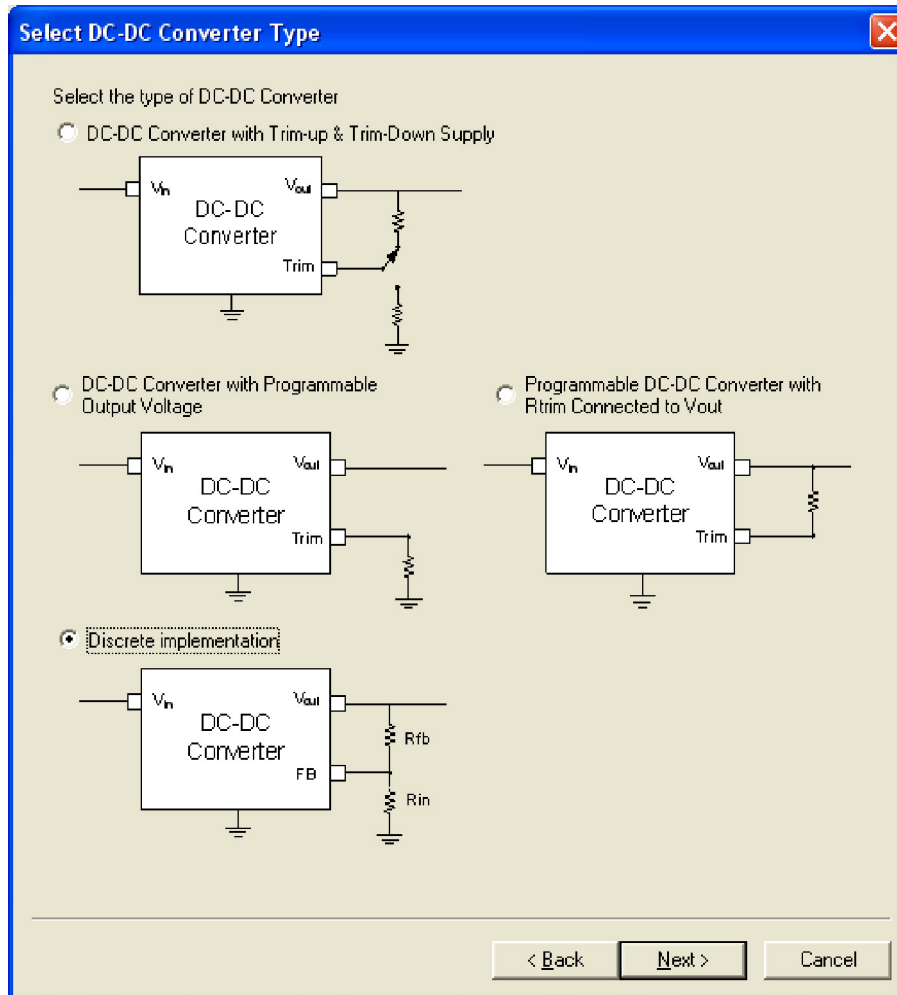 Select DC-DC Converter Type
Select the type of DC-DC Converter
DC-DC Converter with Trim-up & Trim-Down Supply
Vin
Vout
DC-DC
Converter
Trim
DC-DC Converter with Programmable
Output Voltage
Vin
Vout
DC-DC
Converter
Trim
Programmable DC-DC Converter with
Rtrim Connected to Vout
Vin
Vout
DC-DC
Converter
Trim
Discrete implementation
Vin
Vout
DC-DC
Converter
Rfb
FB
Rin
< Back
Next >
Cancel